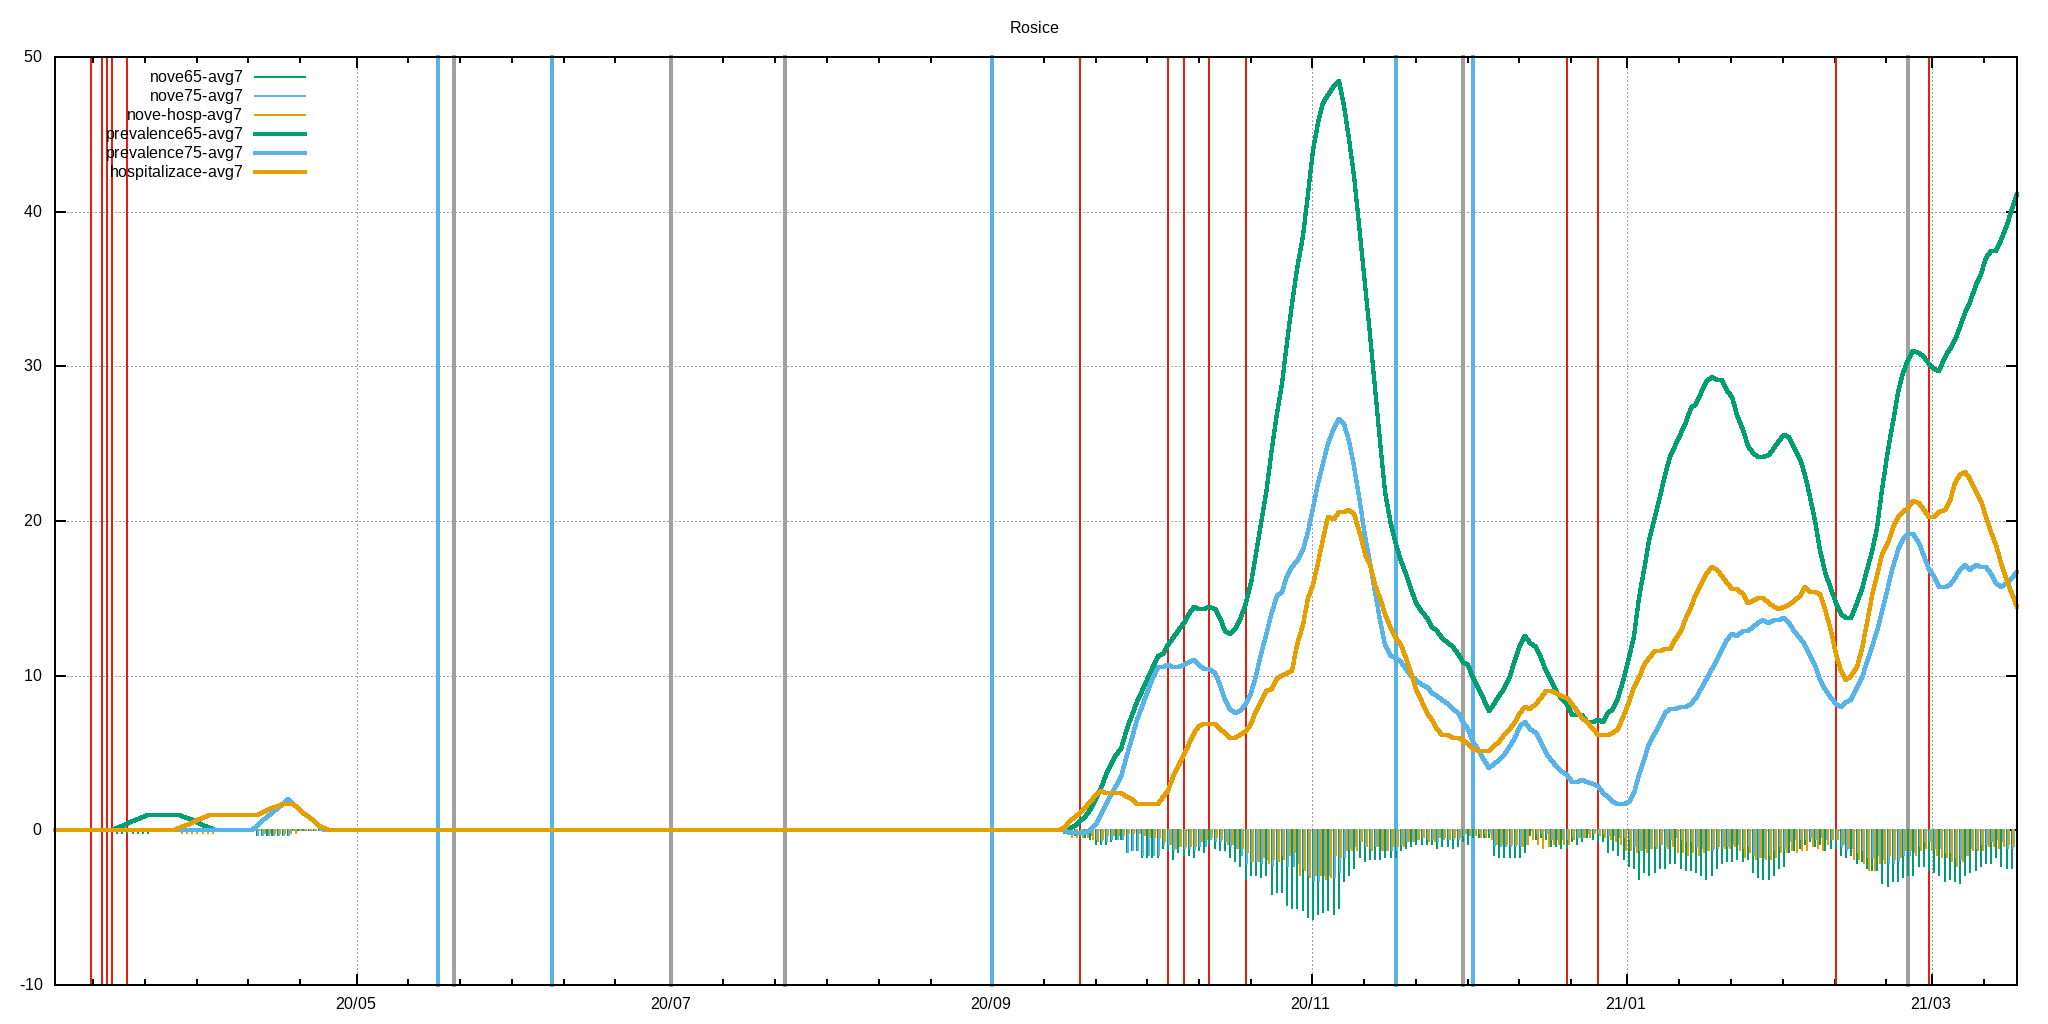 Rosice
50
40
30
20
10
0
-10
nove65-avg7
nove75-avg7
nove-hosp-avg7
prevalence65-avg7
prevalence75-avg7
hospitalizace-avg7
20/05
20/07
20/09
20/11
21/01
21/03